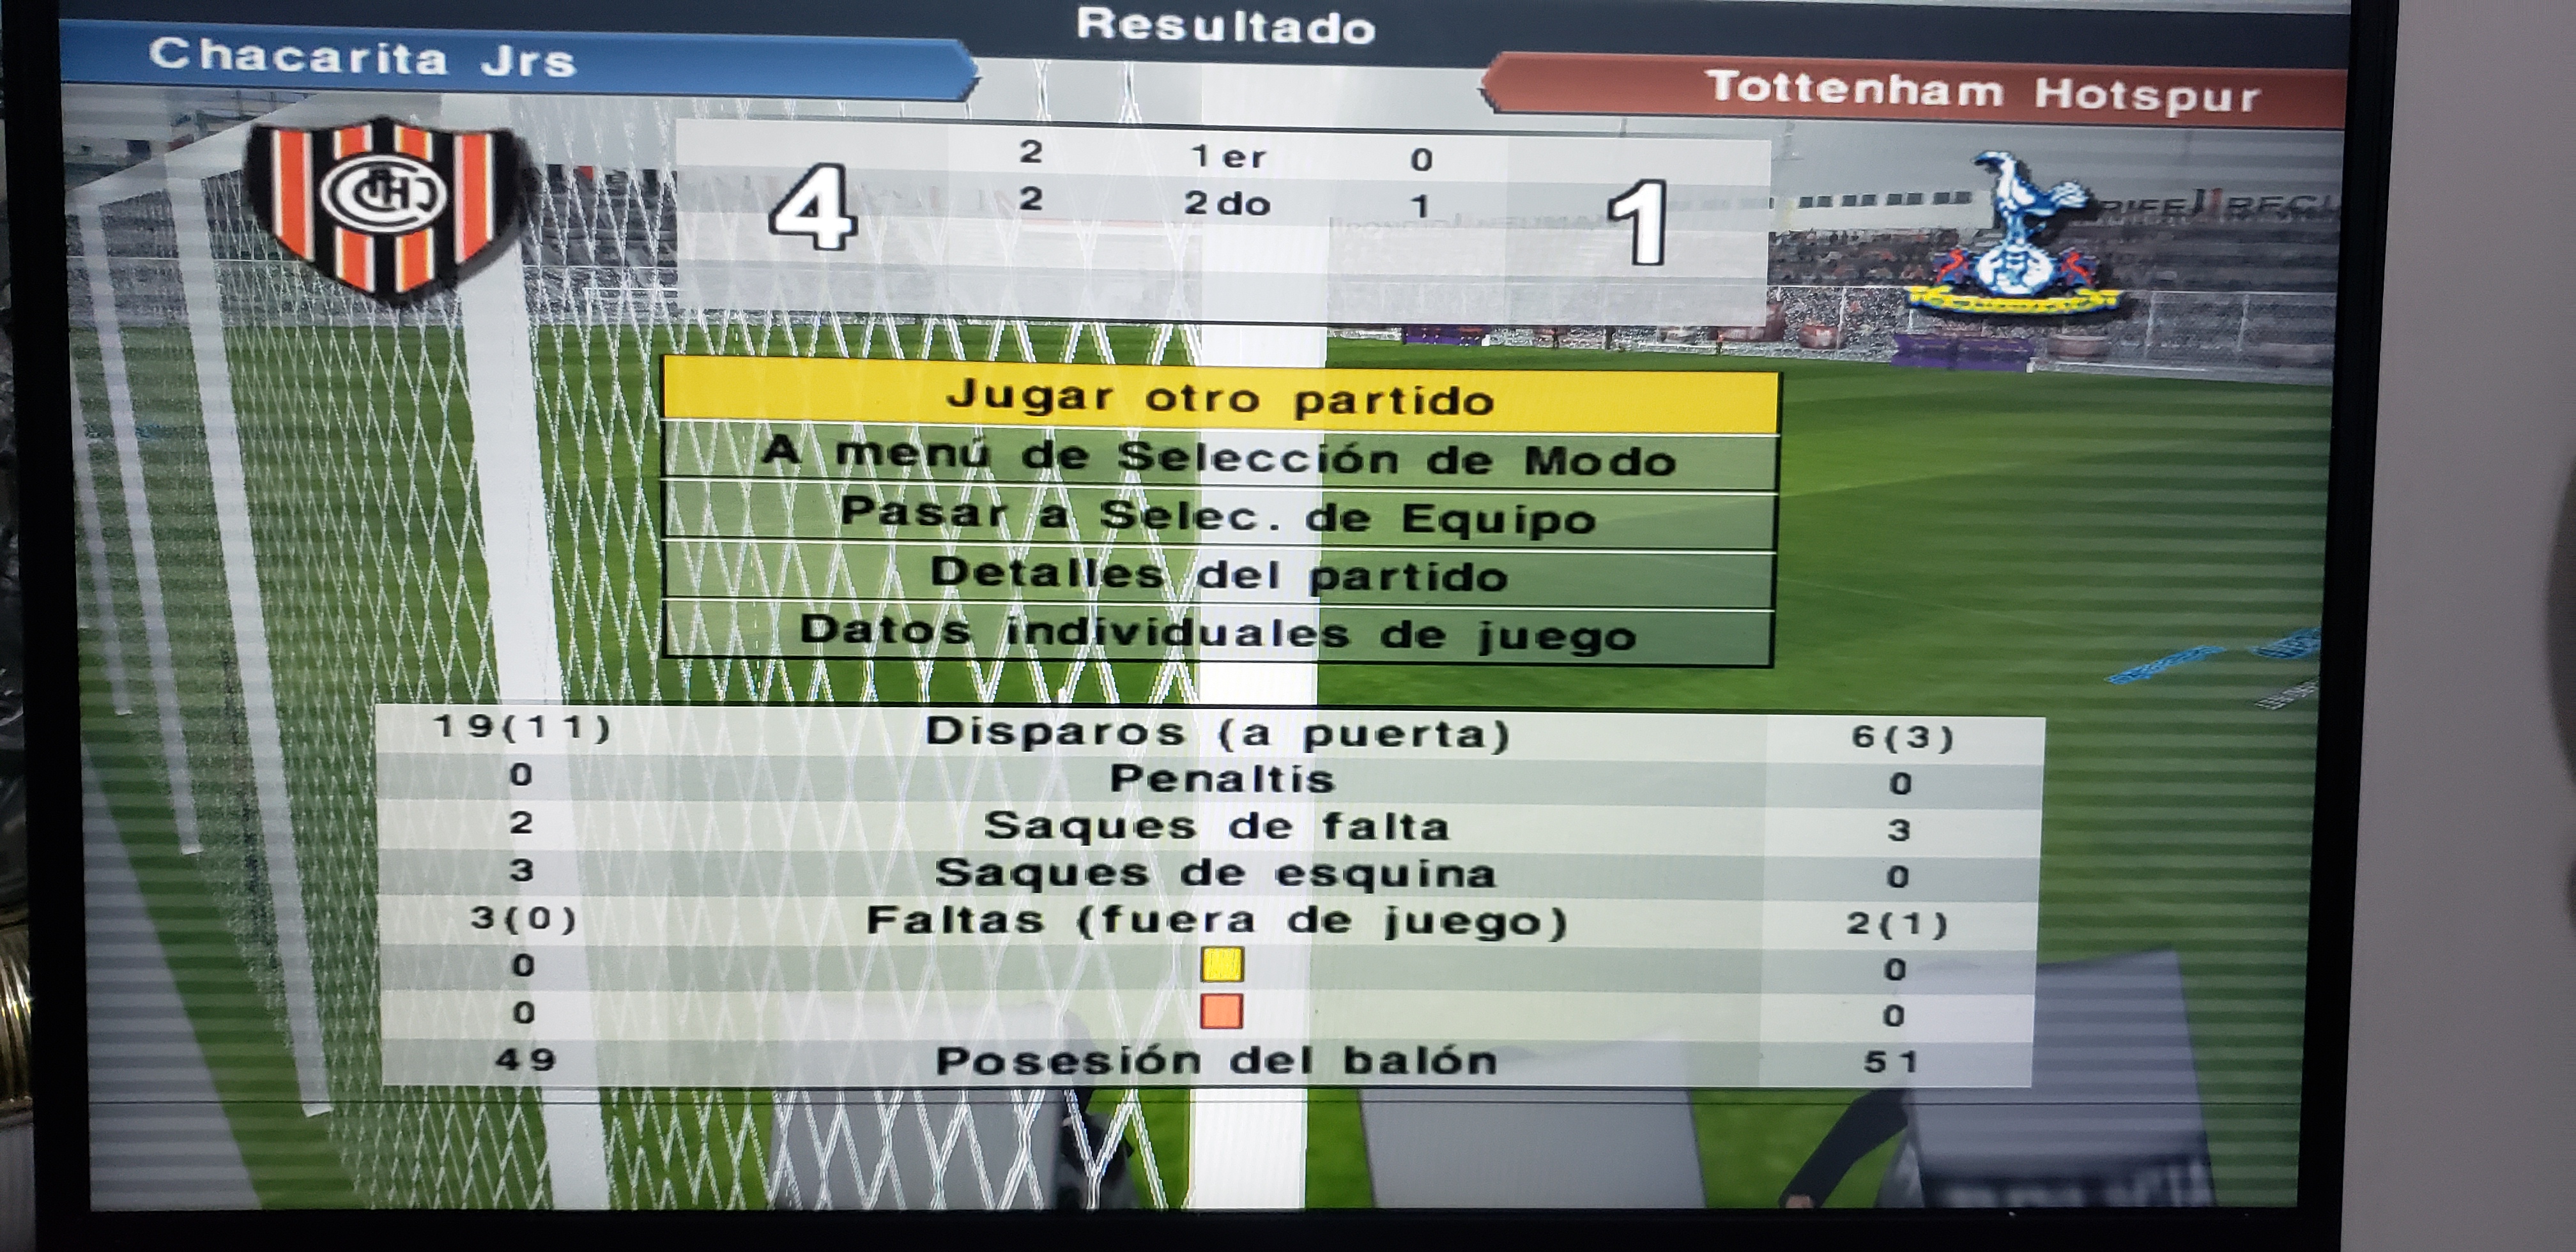 Resultado
Chacarita Jrs
Tottenham Hotspur
4 2 1er 0 1
2 2do 1
Jugar otro partido
A menú de Selección de Modo
Pasar a Selec. de Equipo
Detalles del partido
Datos individuales de juego
19(11) Disparos (a puerta) 6(3)
0 Penaltis 0
2 Saques de falta 3
3 Saques de esquina 0
3(0) Faltas (fuera de juego) 2(1)
0 0
0 0
49 Posesión del balón 51